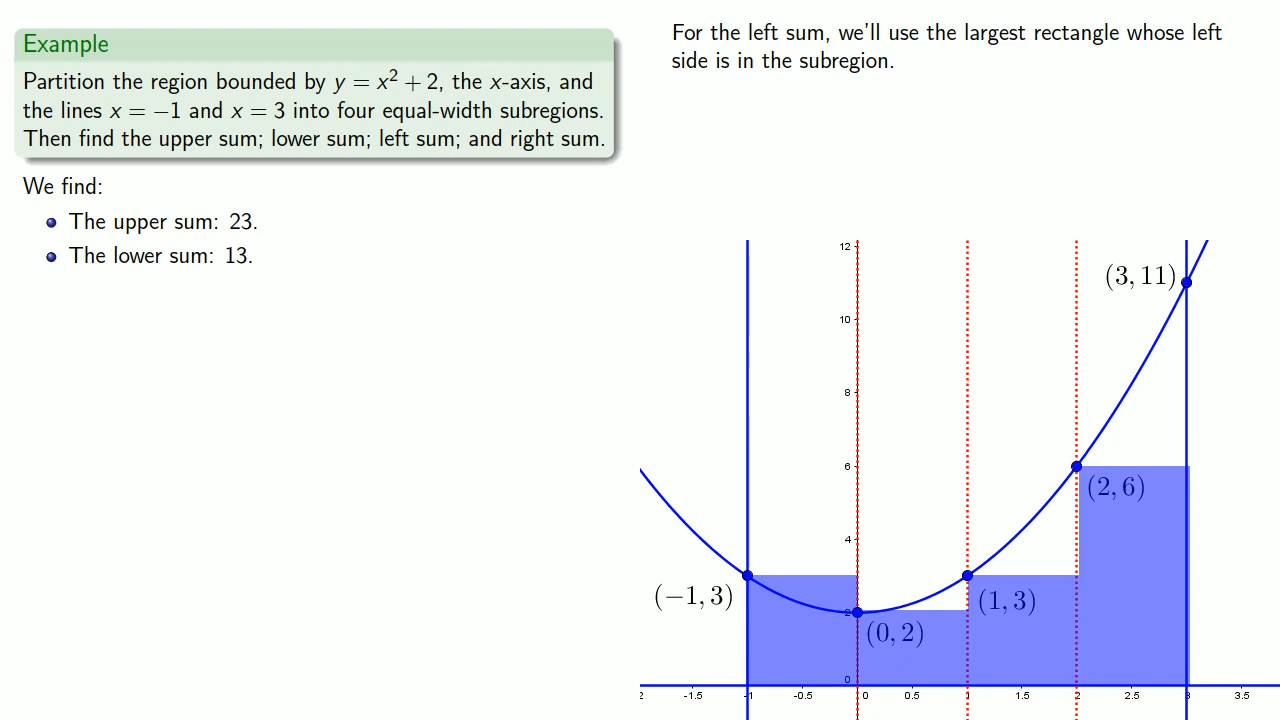 Example
Partition the region bounded by y = x² + 2, the x-axis, and
the lines x = −1 and x = 3 into four equal-width subregions.
Then find the upper sum; lower sum; left sum; and right sum.
We find:
The upper sum: 23.
The lower sum: 13.
For the left sum, we'll use the largest rectangle whose left
side is in the subregion.
12
(3, 11)
10
8
6
(2, 6)
4
(−1, 3)
(1, 3)
2
(0, 2)
0
2 -1.5 -1 -0.5 0 0.5 1 1.5 2 2.5 3 3.5